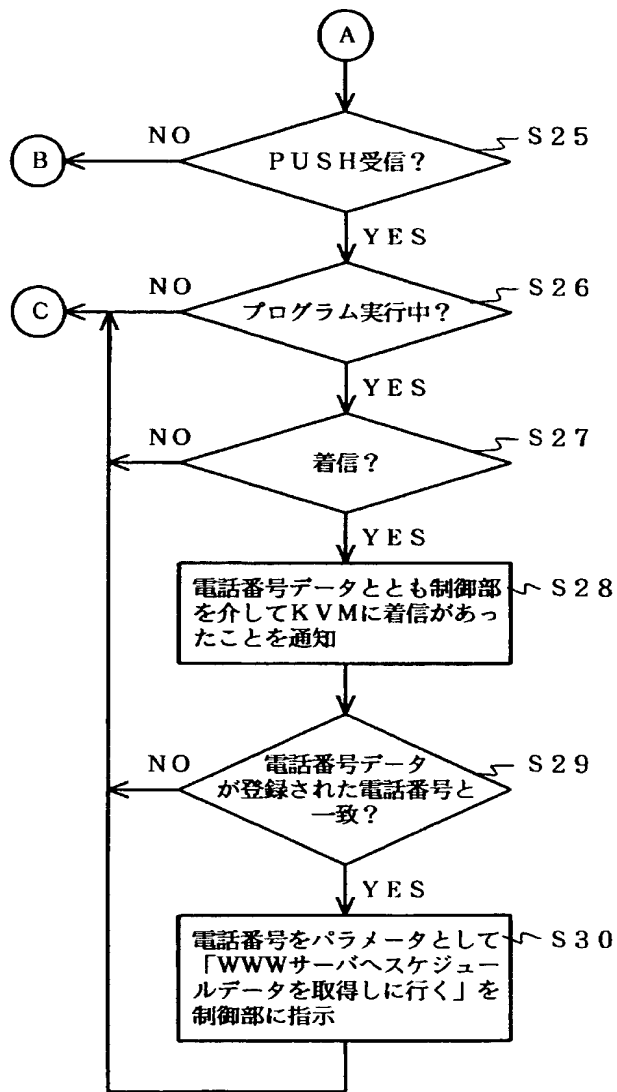 A
NO
S25
B
PUSH受信?
YES
NO
S26
C
プログラム実行中?
YES
NO
S27
着信?
YES
電話番号データととも制御部
S28
を介してKVMに着信があっ
たことを通知
NO
電話番号データ
S29
が登録された電話番号と
一致?
YES
電話番号をパラメータとして
S30
「WWWサーバへスケジュー
ルデータを取得しに行く」を
制御部に指示